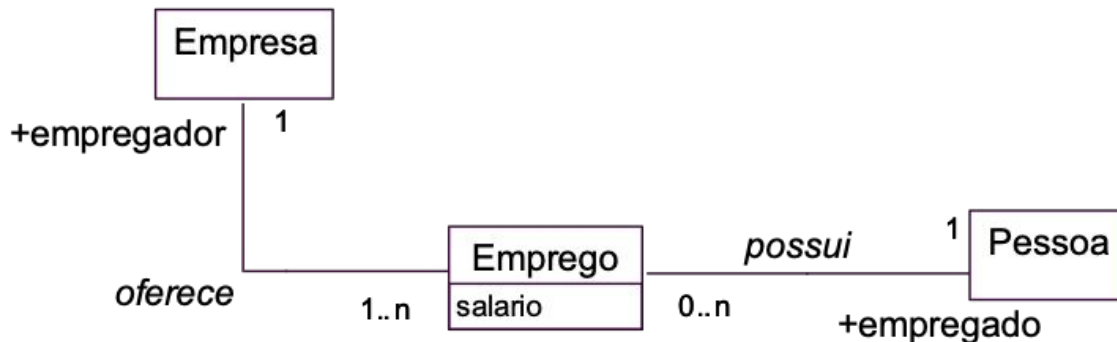 Empresa
+empregador
1
oferece
1..n
Emprego
salario
possui
0..n
1
Pessoa
+empregado